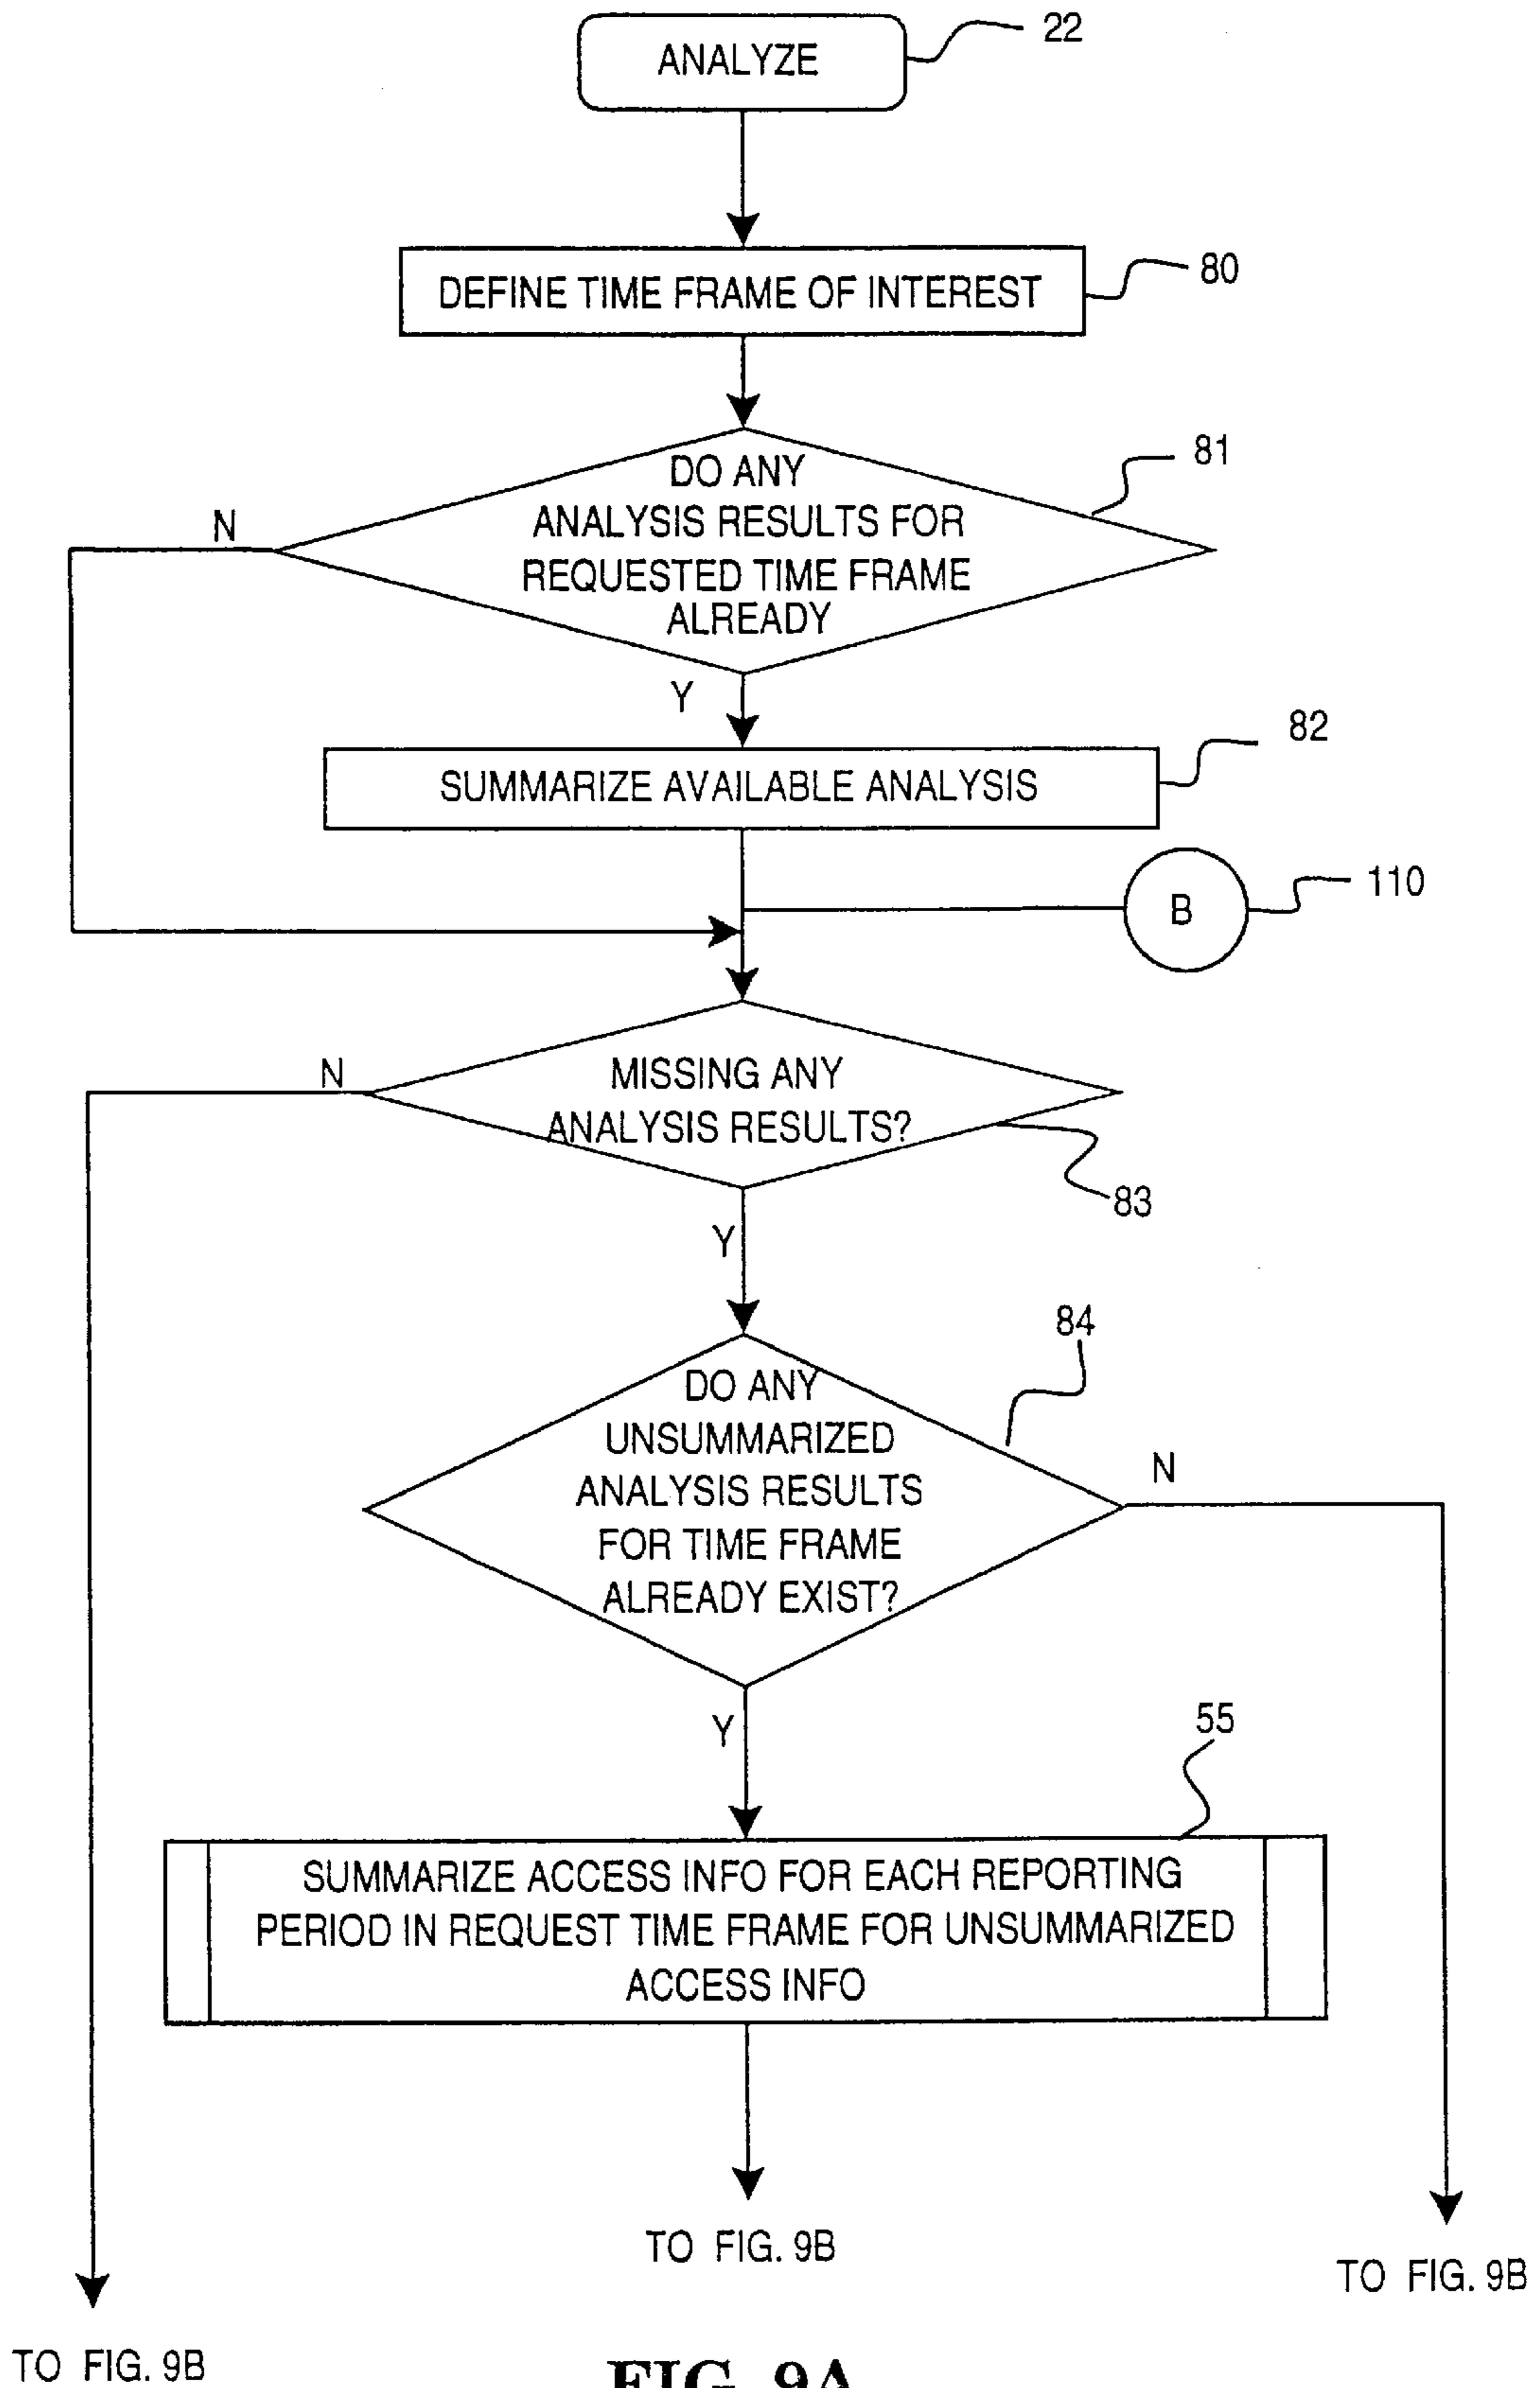 ANALYZE
22
DEFINE TIME FRAME OF INTEREST
80
DO ANY
ANALYSIS RESULTS FOR
REQUESTED TIME FRAME
ALREADY
81
N
Y
SUMMARIZE AVAILABLE ANALYSIS
82
B
110
MISSING ANY
ANALYSIS RESULTS?
N
83
Y
84
DO ANY
UNSUMMARIZED
ANALYSIS RESULTS
FOR TIME FRAME
ALREADY EXIST?
N
Y
55
SUMMARIZE ACCESS INFO FOR EACH REPORTING
PERIOD IN REQUEST TIME FRAME FOR UNSUMMARIZED
ACCESS INFO
TO FIG. 9B
TO FIG. 9B
TO FIG. 9B
FIG. 9A